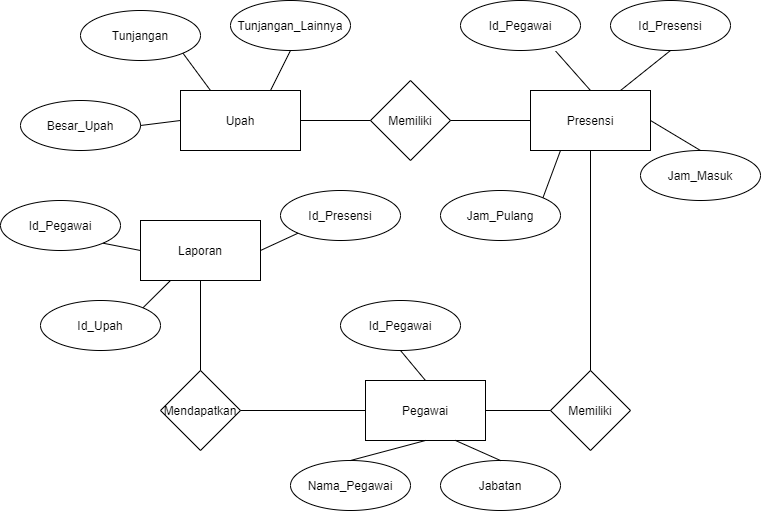 Tunjangan_Lainnya
Id_Pegawai
Id_Presensi
Tunjangan
Besar_Upah
Upah
Memiliki
Presensi
Jam_Masuk
Jam_Pulang
Id_Pegawai
Id_Presensi
Laporan
Id_Upah
Id_Pegawai
Mendapatkan
Pegawai
Memiliki
Nama_Pegawai
Jabatan